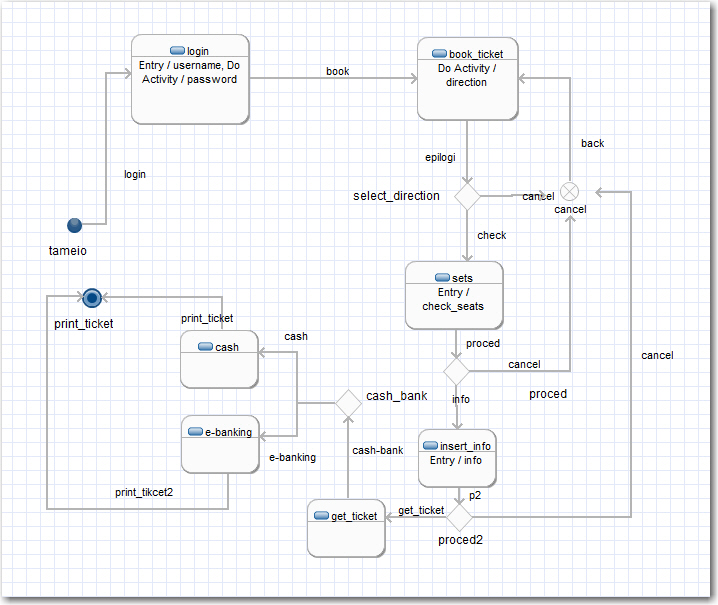 login
Entry / username, Do
Activity / password
book
book_ticket
Do Activity /
direction
login
epilogi
back
select_direction
cancel
cancel
tameio
check
sets
Entry /
check_seats
print_ticket
print_ticket
cash
proced
cash
cancel
cancel
proced
cash_bank
info
e-banking
insert_info
Entry / info
e-banking
cash-bank
print_tikcet2
p2
get_ticket
get_ticket
proced2